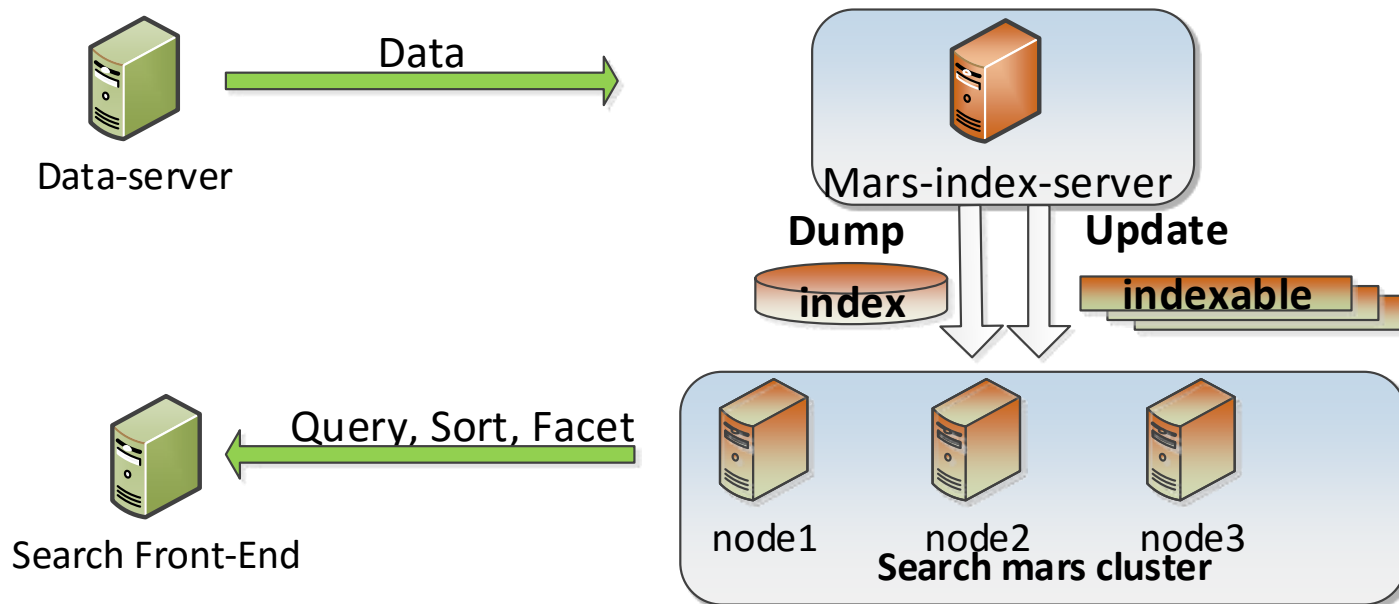 Data
Data-server
Mars-index-server
Dump
Update
index
indexable
Query, Sort, Facet
Search Front-End
node1
node2
node3
Search mars cluster